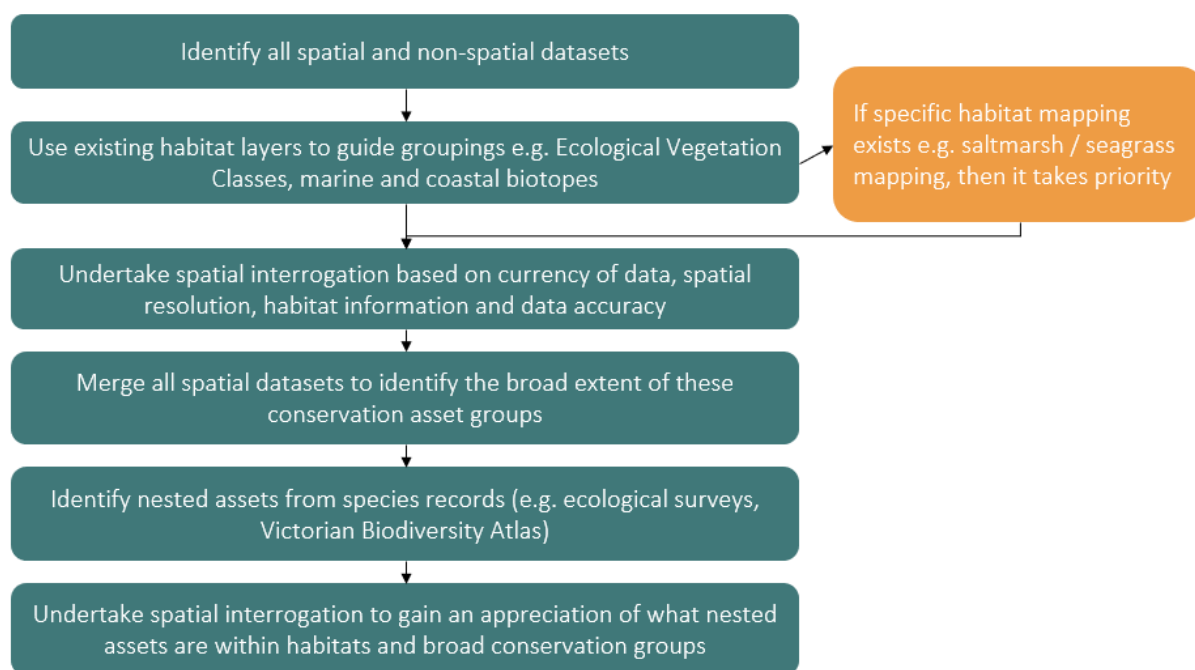 Identify all spatial and non-spatial datasets
Use existing habitat layers to guide groupings e.g. Ecological Vegetation
Classes, marine and coastal biotopes
If specific habitat mapping
exists e.g. saltmarsh / seagrass
mapping, then it takes priority
Undertake spatial interrogation based on currency of data, spatial
resolution, habitat information and data accuracy
Merge all spatial datasets to identify the broad extent of these
conservation asset groups
Identify nested assets from species records (e.g. ecological surveys,
Victorian Biodiversity Atlas)
Undertake spatial interrogation to gain an appreciation of what nested
assets are within habitats and broad conservation groups